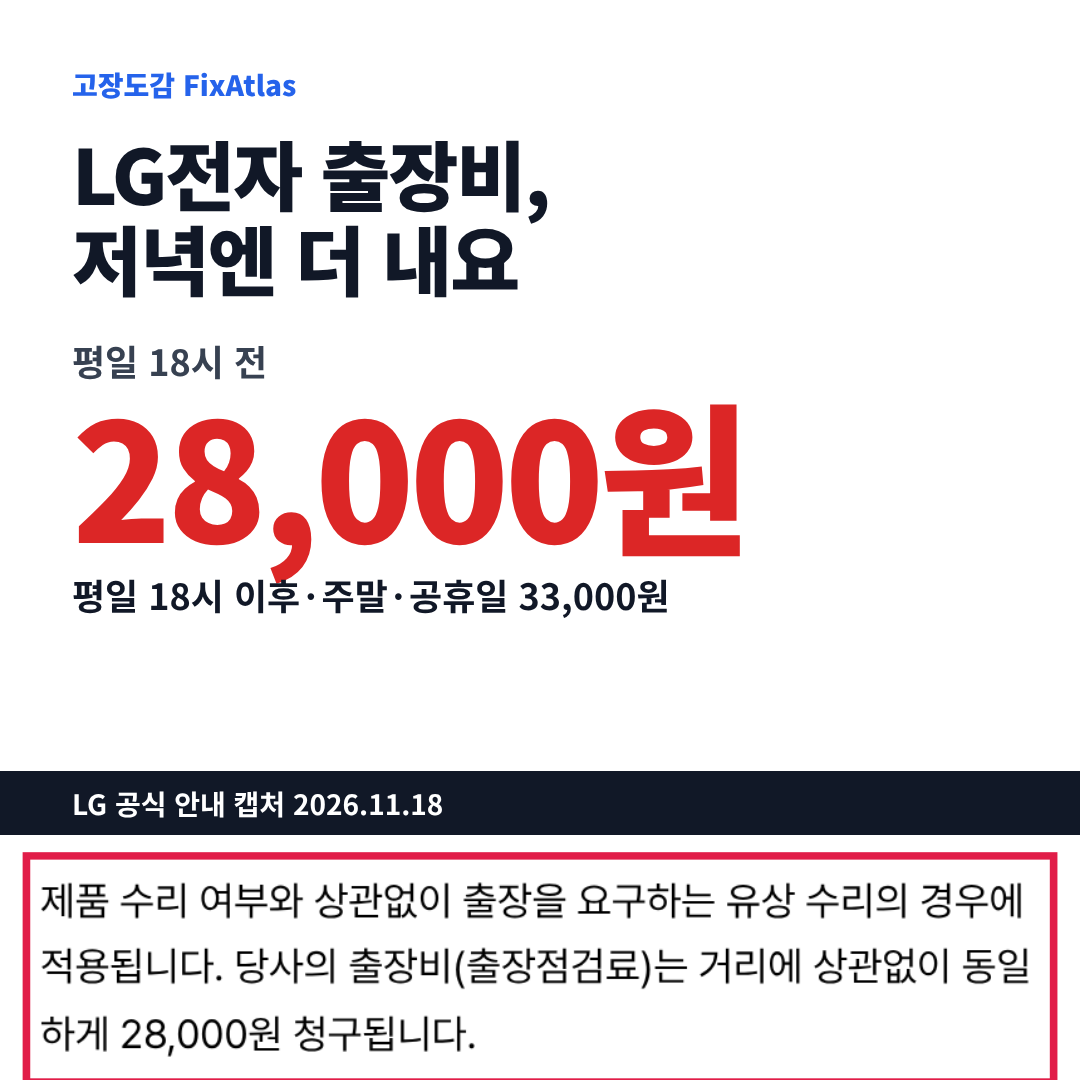 고장도감 FixAtlas
LG전자 출장비,
저녁엔 더 내요
평일 18시 전
28,000원
평일 18시 이후·주말·공휴일 33,000원
LG 공식 안내 캡처 2026.11.18
제품 수리 여부와 상관없이 출장을 요구하는 유상 수리의 경우에
적용됩니다. 당사의 출장비(출장점검료)는 거리에 상관없이 동일
하게 28,000원 청구됩니다.